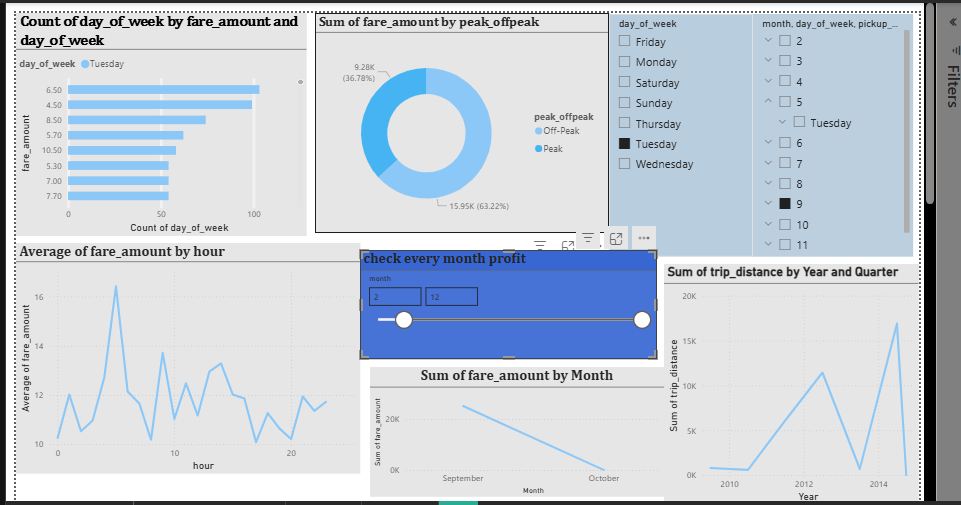 Count of day_of_week by fare_amount and
day_of_week
day_of_week Tuesday
fare_amount
6.50
4.50
8.50
5.70
10.50
5.30
7.00
7.70
0 50 100
Count of day_of_week
Sum of fare_amount by peak_offpeak
9.28K
(36.78%)
15.95K (63.22%)
peak_offpeak
Off-Peak
Peak
day_of_week
Friday
Monday
Saturday
Sunday
Thursday
Tuesday
Wednesday
month, day_of_week, pickup_...
2
3
4
5
Tuesday
6
7
8
9
10
11
Filters
Average of fare_amount by hour
Average of fare_amount
16
14
12
10
0 10 20
hour
check every month profit
month
2 12
Sum of fare_amount by Month
Sum of fare_amount
20K
0K
September October
Month
Sum of trip_distance by Year and Quarter
Sum of trip_distance
20K
15K
10K
5K
0K
2010 2012 2014
Year